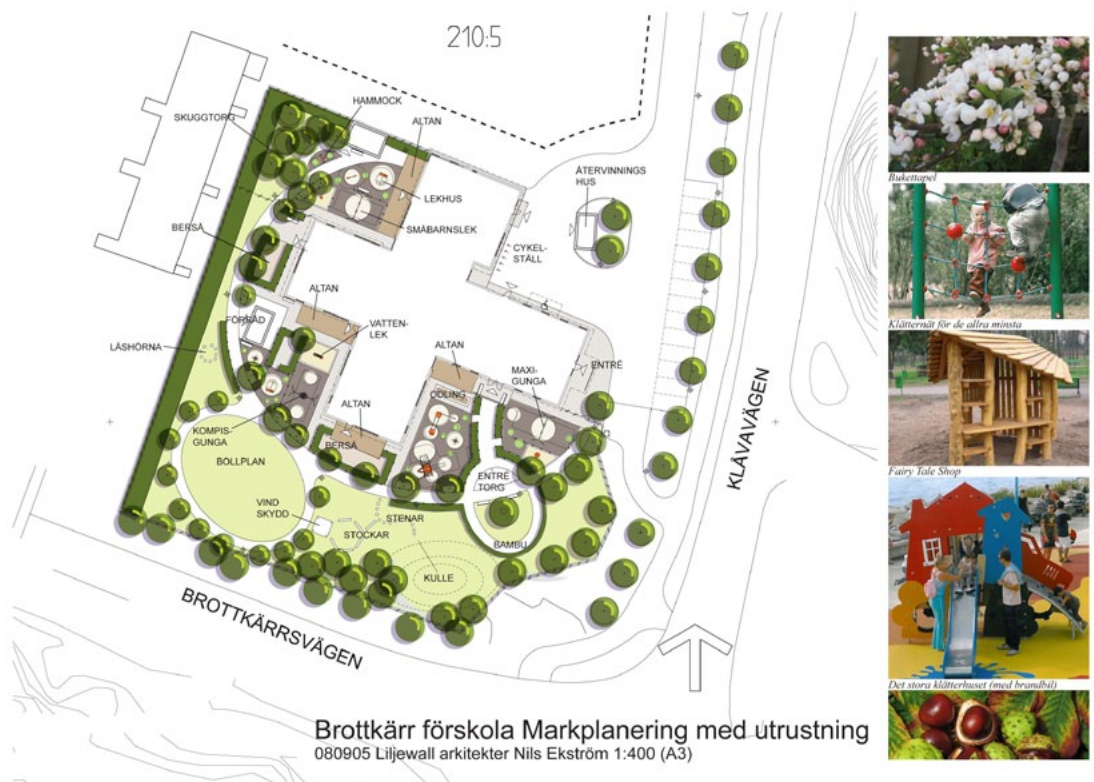 210:5
HAMMOCK
SKUGGTORG
ALTAN
ÅTERVINNINGS
HUS
LEKHUS
BERSÅ
SMÅBARNSLEK
CYKEL-
STÄLL
ALTAN
FÖRRÅD
VATTEN-
LEK
LÅSHÖRNA
ALTAN
MAXI-
GUNGA
ENTRÉ
ODLING
ALTAN
KOMPIS-
GUNGA
BERSÅ
BOLLPLAN
ENTRÉ
TORG
VIND
SKYDD
STENAR
STOCKAR
BAMBU
KULLE
KLÅVAVÄGEN
BROTTKÄRRSVÄGEN
Brottkärr förskola Markplanering med utrustning
080905 Liljewall arkitekter Nils Ekström 1:400 (A3)
Bukettapel
Klätternät för de allra minsta
Fairy Tale Shop
Det stora klätterhuset (med brandbil)